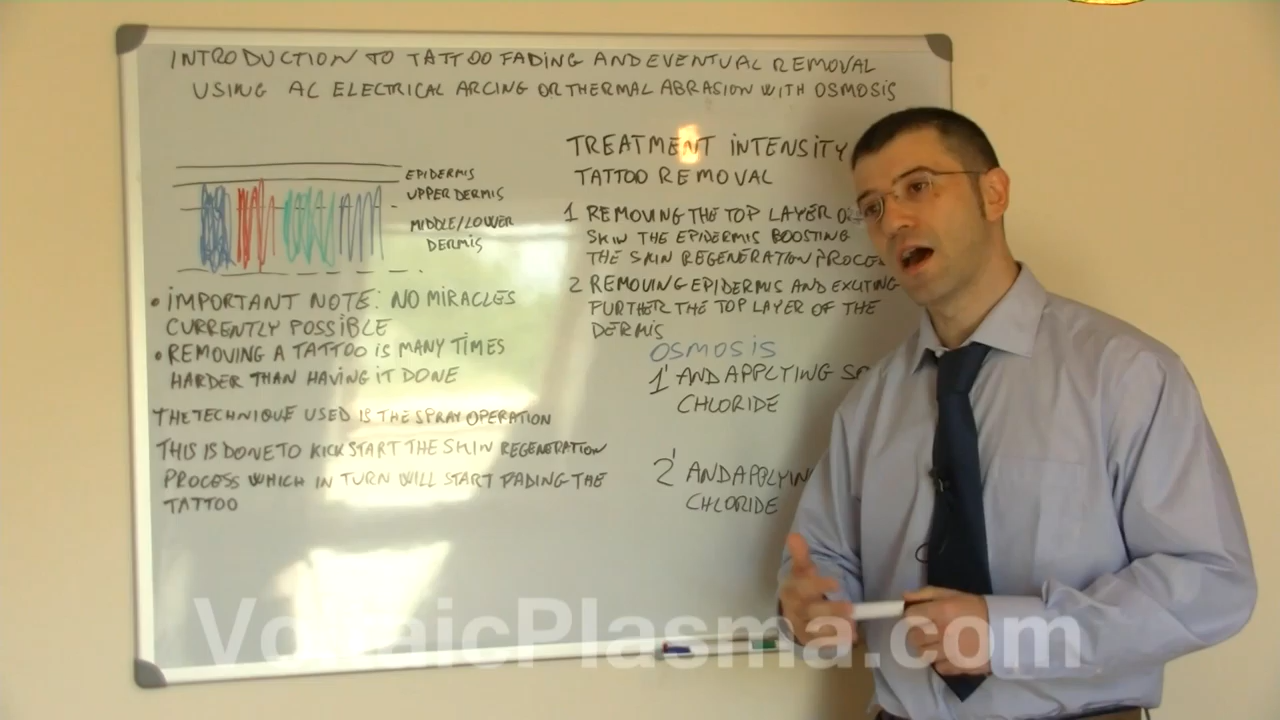 INTRODUCTION TO TATTOO FADING AND EVENTUAL REMOVAL
USING AC ELECTRICAL ARCING OR THERMAL ABRASION WITH OSMOSIS
EPIDERMIS
UPPER DERMIS
MIDDLE/LOWER
DERMIS
• IMPORTANT NOTE: NO MIRACLES
CURRENTLY POSSIBLE
• REMOVING A TATTOO IS MANY TIMES
HARDER THAN HAVING IT DONE
THE TECHNIQUE USED IS THE SPRAY OPERATION
THIS IS DONE TO KICK START THE SKIN REGENERATION
PROCESS WHICH IN TURN WILL START FADING THE
TATTOO
TREATMENT INTENSITY
TATTOO REMOVAL
1 REMOVING THE TOP LAYER
SKIN THE EPIDERMIS BOOSTING
THE SKIN REGENERATION
2 REMOVING EPIDERMIS AND EXCITING
FURTHER THE TOP LAYER OF THE
DERMIS
OSMOSIS
1' AND APPLYING
CHLORIDE
2' AND APPLYIN
CHLORIDE
VoltaicPlasma.com